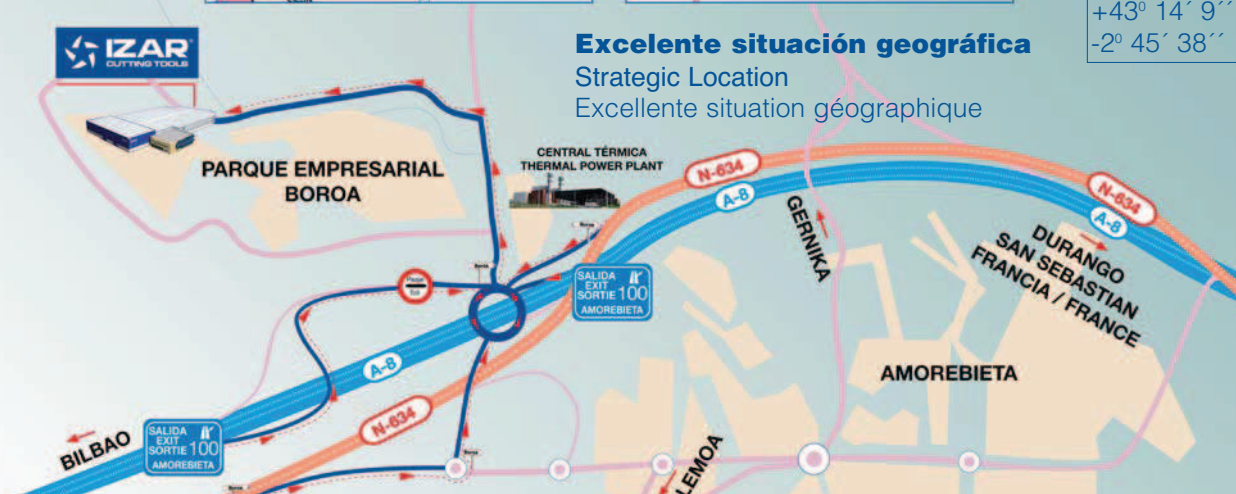 +43⁰ 14´ 9´´
-2⁰ 45´ 38´´
IZAR
CUTTING TOOLS
Excelente situación geográfica
Strategic Location
Excellente situation géographique
CENTRAL TÉRMICA
THERMAL POWER PLANT
PARQUE EMPRESARIAL
BOROA
N-634
A-8
N-634
A-8
GERNIKA
DURANGO
SAN SEBASTIAN
FRANCIA / FRANCE
SALIDA
EXIT
SORTIE 100
AMOREBIETA
A-8
AMOREBIETA
N-634
BILBAO
SALIDA
EXIT
SORTIE 100
AMOREBIETA
LEMOA